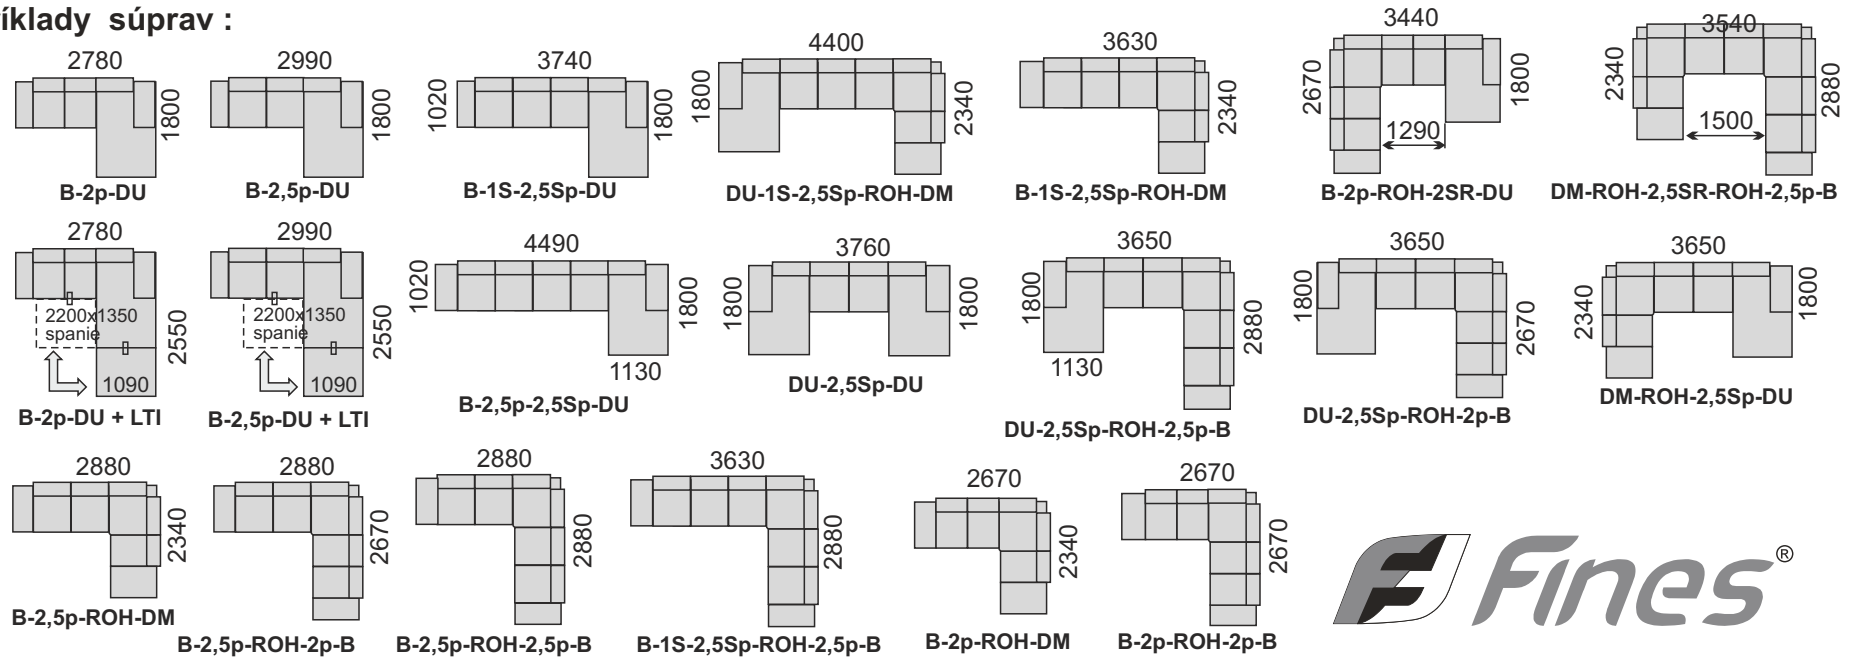 íklady súprav :
2780
1800
B-2p-DU
2990
1800
B-2,5p-DU
3740
1020
1800
B-1S-2,5Sp-DU
4400
1800
2340
DU-1S-2,5Sp-ROH-DM
3630
2340
B-1S-2,5Sp-ROH-DM
3440
2670
1800
1290
B-2p-ROH-2SR-DU
3540
2340
2880
1500
DM-ROH-2,5SR-ROH-2,5p-B
2780
2200x1350
spanie
2550
1090
B-2p-DU + LTI
2990
2200x1350
spanie
2550
1090
B-2,5p-DU + LTI
4490
1020
1800
1130
B-2,5p-2,5Sp-DU
3760
1800
1800
DU-2,5Sp-DU
3650
1800
2880
1130
DU-2,5Sp-ROH-2,5p-B
3650
1800
2670
DU-2,5Sp-ROH-2p-B
3650
2340
1800
DM-ROH-2,5Sp-DU
2880
2340
B-2,5p-ROH-DM
2880
2670
B-2,5p-ROH-2p-B
2880
2880
B-2,5p-ROH-2,5p-B
3630
2880
B-1S-2,5Sp-ROH-2,5p-B
2670
2340
B-2p-ROH-DM
2670
2670
B-2p-ROH-2p-B
Fines®